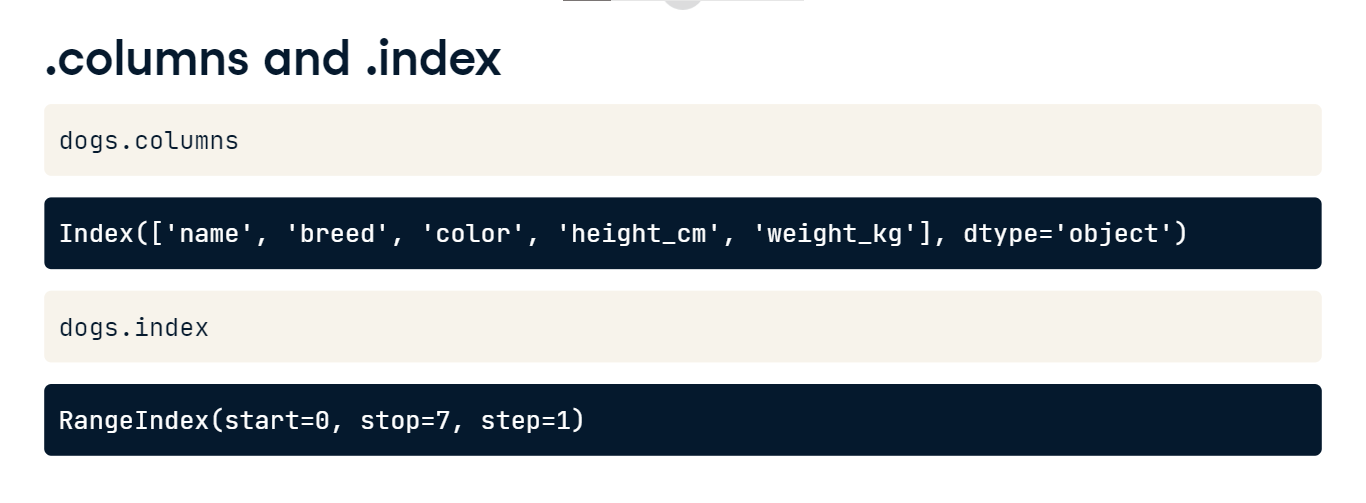 .columns and .index
dogs.columns
Index(['name', 'breed', 'color', 'height_cm', 'weight_kg'], dtype='object')
dogs.index
RangeIndex(start=0, stop=7, step=1)